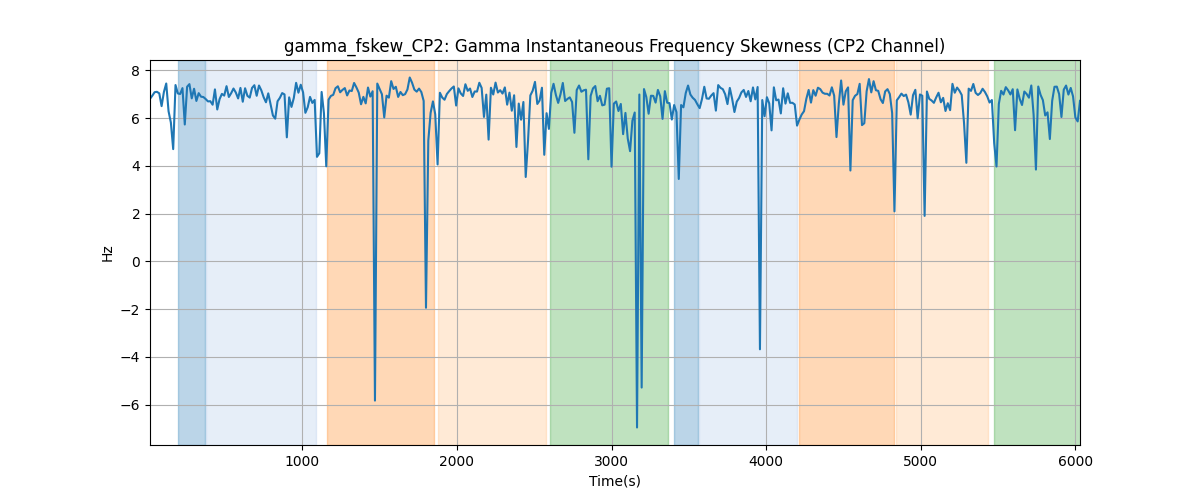 gamma_fskew_CP2: Gamma Instantaneous Frequency Skewness (CP2 Channel)
8
6
4
2
0
−2
−4
−6
Hz
1000 2000 3000 4000 5000 6000
Time(s)